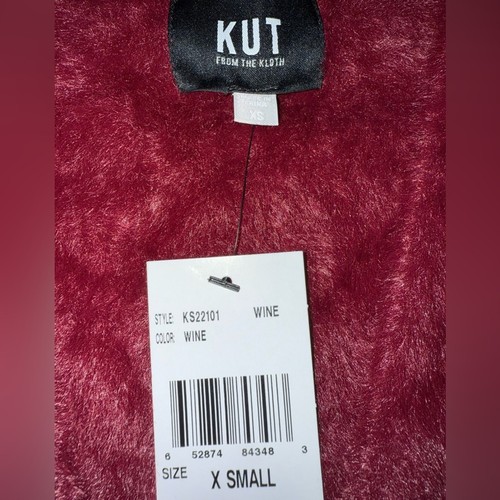 KUT
FROM THE KLOTH
XS
STYLE: KS22101 WINE
COLOR: WINE
6 52874 84348 3
SIZE X SMALL